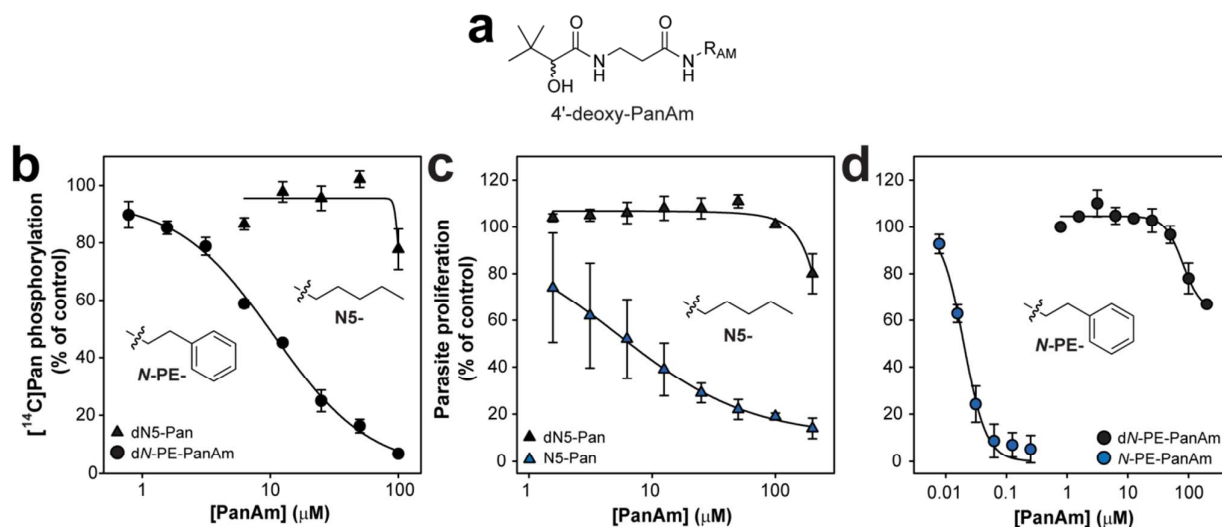 a
O
O
N
H
N
H
R_AM
OH
4'-deoxy-PanAm
b
[¹⁴C]Pan phosphorylation
(% of control)
100
80
60
40
20
0
1
10
100
[PanAm] (μM)
N5-
N-PE-
dN5-Pan
dN-PE-PanAm
c
Parasite proliferation
(% of control)
120
100
80
60
40
20
0
1
10
100
[PanAm] (μM)
N5-
dN5-Pan
N5-Pan
d
120
100
80
60
40
20
0
0.01
0.1
1
10
100
[PanAm] (μM)
N-PE-
dN-PE-PanAm
N-PE-PanAm